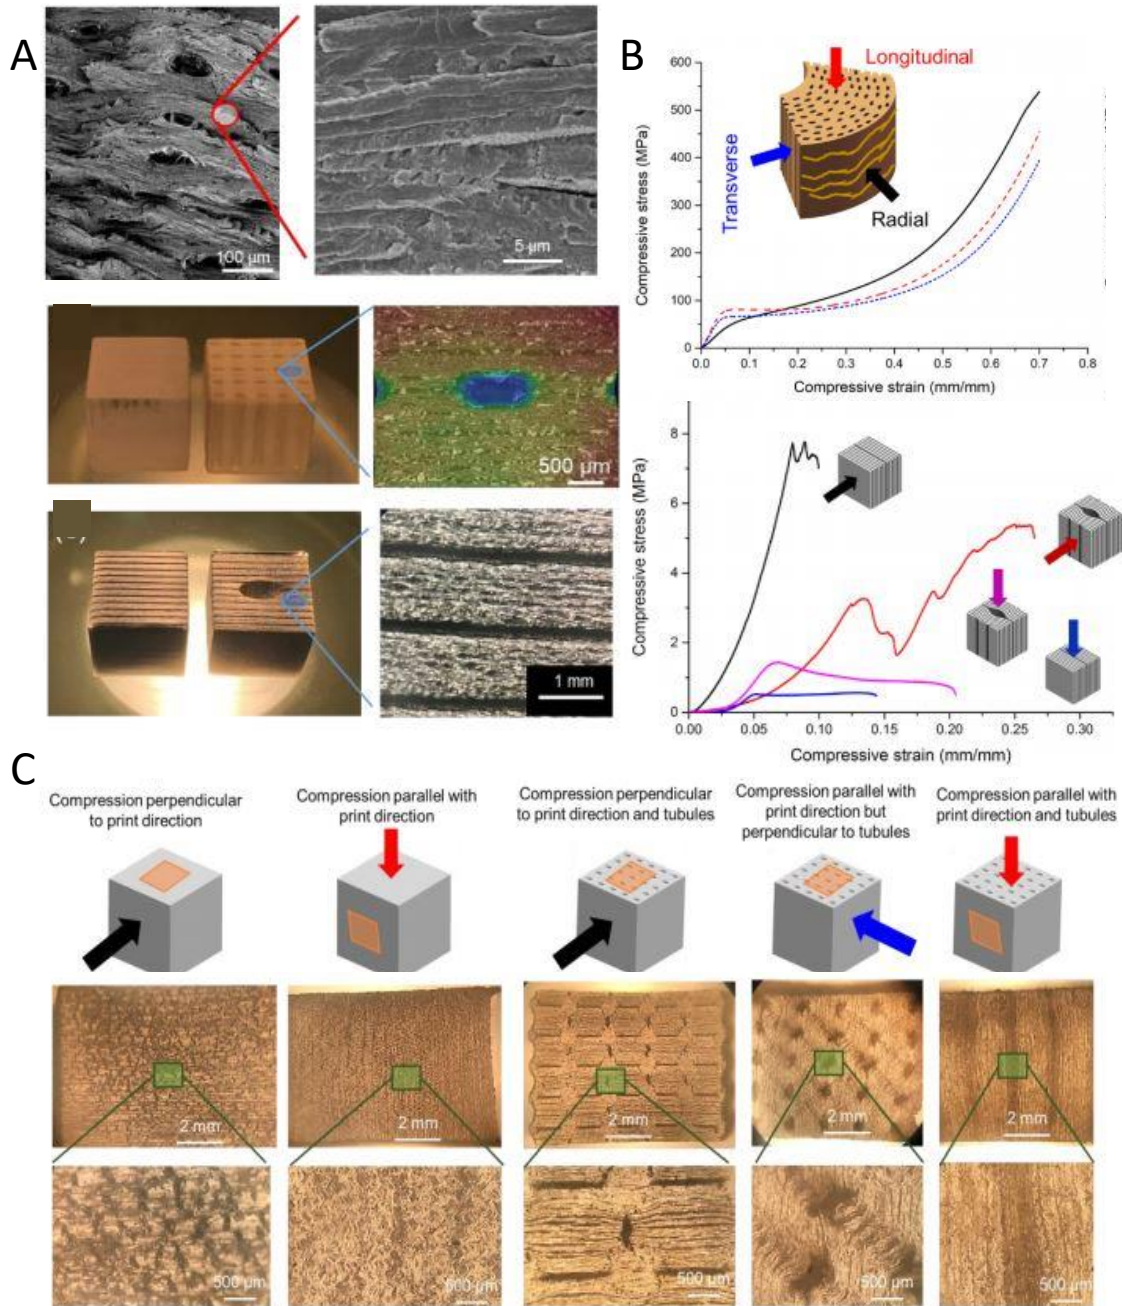 A
100 µm
5 µm
500 µm
1 mm
B
Compressive stress (MPa)
600
500
400
300
200
100
0
0.0
0.1
0.2
0.3
0.4
0.5
0.6
0.7
0.8
Compressive strain (mm/mm)
Longitudinal
Transverse
Radial
Compressive stress (MPa)
8
6
4
2
0
0.00
0.05
0.10
0.15
0.20
0.25
0.30
Compressive strain (mm/mm)
C
Compression perpendicular
to print direction
Compression parallel with
print direction
Compression perpendicular
to print direction and tubules
Compression parallel with
print direction but
perpendicular to tubules
Compression parallel with
print direction and tubules
2 mm
2 mm
2 mm
2 mm
2 mm
500 µm
500 µm
500 µm
500 µm
500 µm